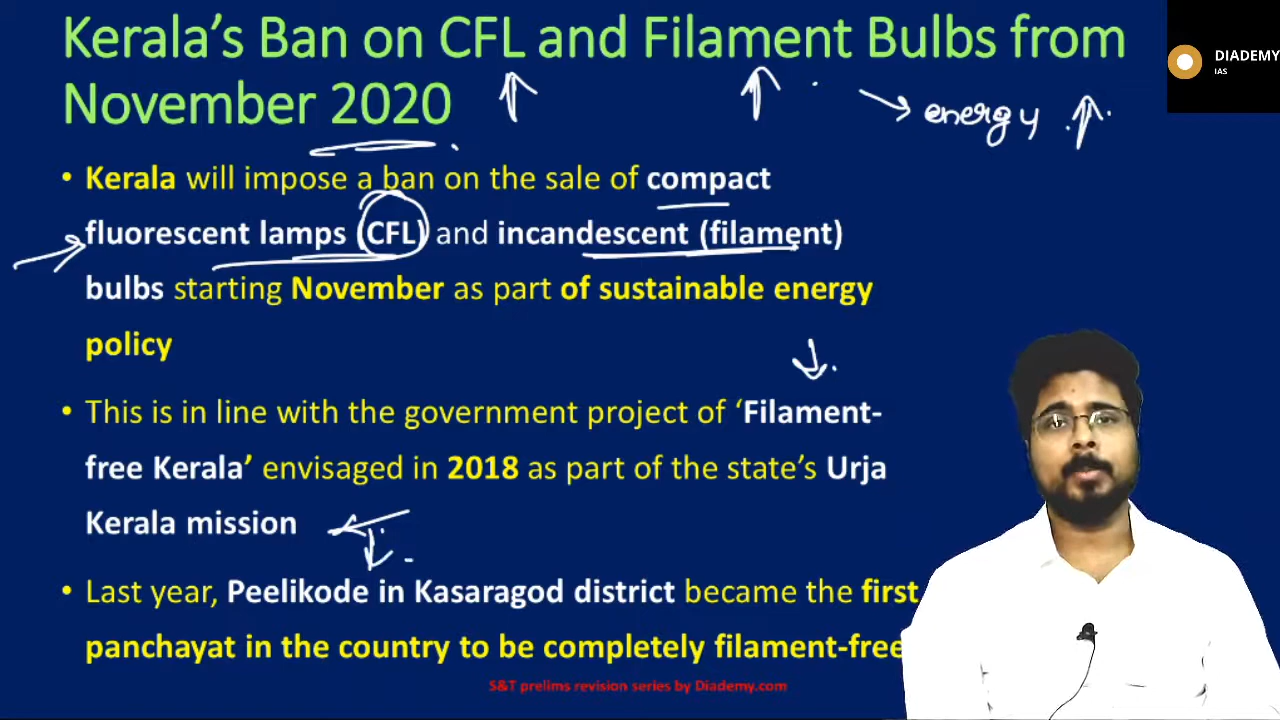 Kerala's Ban on CFL and Filament Bulbs from
November 2020
DIADEMY
IAS
energy
• Kerala will impose a ban on the sale of compact
fluorescent lamps (CFL) and incandescent (filament)
bulbs starting November as part of sustainable energy
policy
• This is in line with the government project of ‘Filament-
free Kerala’ envisaged in 2018 as part of the state’s Urja
Kerala mission
• Last year, Peelikode in Kasaragod district became the first
panchayat in the country to be completely filament-free
S&T prelims revision series by Diademy.com